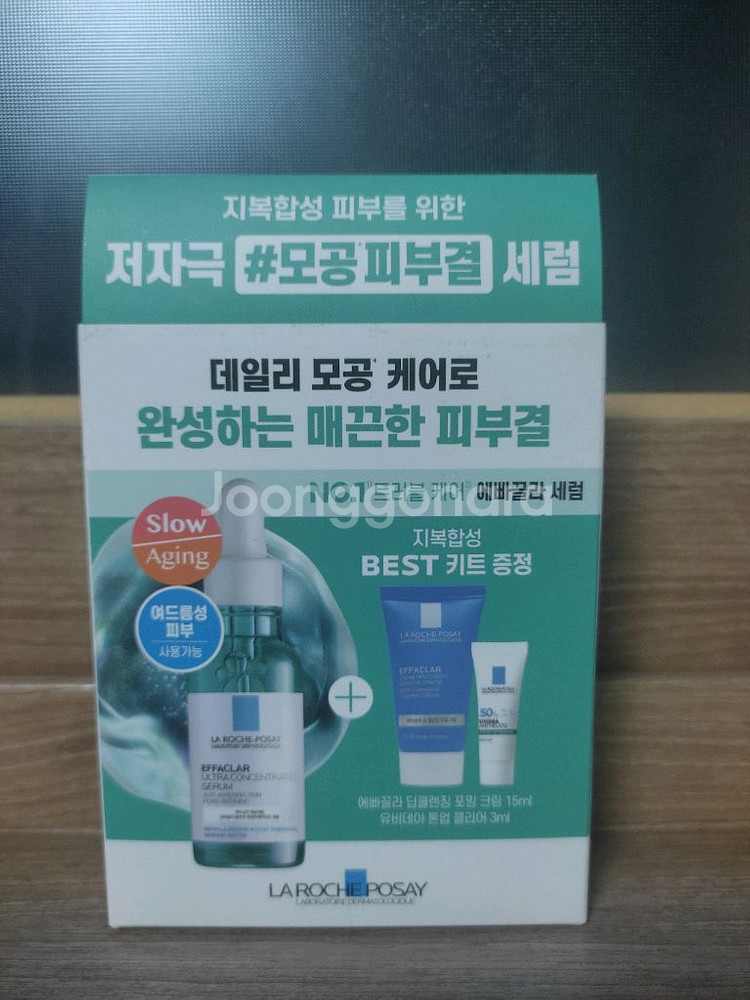 지복합성 피부를 위한
저자극 #모공*피부결 세럼
데일리 모공* 케어로
완성하는 매끈한 피부결
NO.1 트러블 케어 에빠끌라 세럼
Joonggonara
Slow
Aging
여드름성
피부
사용가능
지복합성
BEST 키트 증정
LA ROCHE-POSAY
EFFACLAR
ULTRA CONCENTRATED
SERUM
+
LA ROCHE-POSAY
EFFACLAR
LA ROCHE-POSAY
50+
UVIDEA
ANTHELIOS
에빠끌라 딥클렌징 포밍 크림 15ml
유비데아 톤업 클리어 3ml
LA ROCHE POSAY
LABORATOIRE DERMATOLOGIQUE